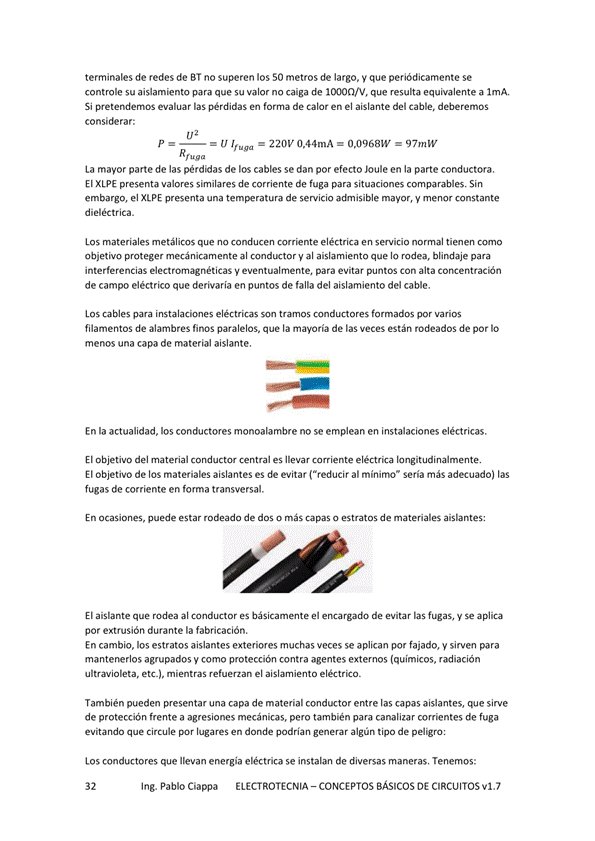 terminales de redes de BT no superen los 50 metros de largo, y que periódicamente se
controle su aislamiento para que su valor no caiga de 1000Ω/V, que resulta equivalente a 1mA.
Si pretendemos evaluar las pérdidas en forma de calor en el aislante del cable, deberemos
considerar:
P = U² / R_fuga = U I_fuga = 220V 0,44mA = 0,0968W = 97mW
La mayor parte de las pérdidas de los cables se dan por efecto Joule en la parte conductora.
El XLPE presenta valores similares de corriente de fuga para situaciones comparables. Sin
embargo, el XLPE presenta una temperatura de servicio admisible mayor, y menor constante
dieléctrica.
Los materiales metálicos que no conducen corriente eléctrica en servicio normal tienen como
objetivo proteger mecánicamente al conductor y al aislamiento que lo rodea, blindaje para
interferencias electromagnéticas y eventualmente, para evitar puntos con alta concentración
de campo eléctrico que derivaría en puntos de falla del aislamiento del cable.
Los cables para instalaciones eléctricas son tramos conductores formados por varios
filamentos de alambres finos paralelos, que la mayoría de las veces están rodeados de por lo
menos una capa de material aislante.
En la actualidad, los conductores monoalambre no se emplean en instalaciones eléctricas.
El objetivo del material conductor central es llevar corriente eléctrica longitudinalmente.
El objetivo de los materiales aislantes es de evitar (“reducir al mínimo” sería más adecuado) las
fugas de corriente en forma transversal.
En ocasiones, puede estar rodeado de dos o más capas o estratos de materiales aislantes:
El aislante que rodea al conductor es básicamente el encargado de evitar las fugas, y se aplica
por extrusión durante la fabricación.
En cambio, los estratos aislantes exteriores muchas veces se aplican por fajado, y sirven para
mantenerlos agrupados y como protección contra agentes externos (químicos, radiación
ultravioleta, etc.), mientras refuerzan el aislamiento eléctrico.
También pueden presentar una capa de material conductor entre las capas aislantes, que sirve
de protección frente a agresiones mecánicas, pero también para canalizar corrientes de fuga
evitando que circule por lugares en donde podrían generar algún tipo de peligro:
Los conductores que llevan energía eléctrica se instalan de diversas maneras. Tenemos:
32 Ing. Pablo Ciappa ELECTROTECNIA – CONCEPTOS BÁSICOS DE CIRCUITOS v1.7